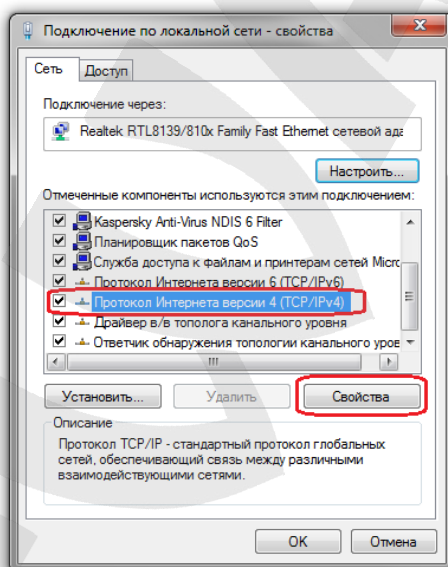 Подключение по локальной сети - свойства
Сеть Доступ
Подключение через:
Realtek RTL8139/810x Family Fast Ethernet сетевой ада
Настроить...
Отмеченные компоненты используются этим подключением:
Kaspersky Anti-Virus NDIS 6 Filter
Планировщик пакетов QoS
Служба доступа к файлам и принтерам сетей Micro
Протокол Интернета версии 6 (TCP/IPv6)
Протокол Интернета версии 4 (TCP/IPv4)
Драйвер в/в тополога канального уровня
Ответчик обнаружения топологии канального уров
Установить... Удалить Свойства
Описание
Протокол TCP/IP - стандартный протокол глобальных
сетей, обеспечивающий связь между различными
взаимодействующими сетями.
OK Отмена